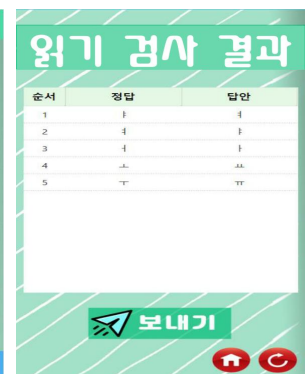 읽기 검사 결과
순서 정답 답안
1 ㅑ ㅕ
2 ㅕ ㅑ
3 ㅓ ㅏ
4 ㅗ ㅛ
5 ㅜ ㅠ
보내기